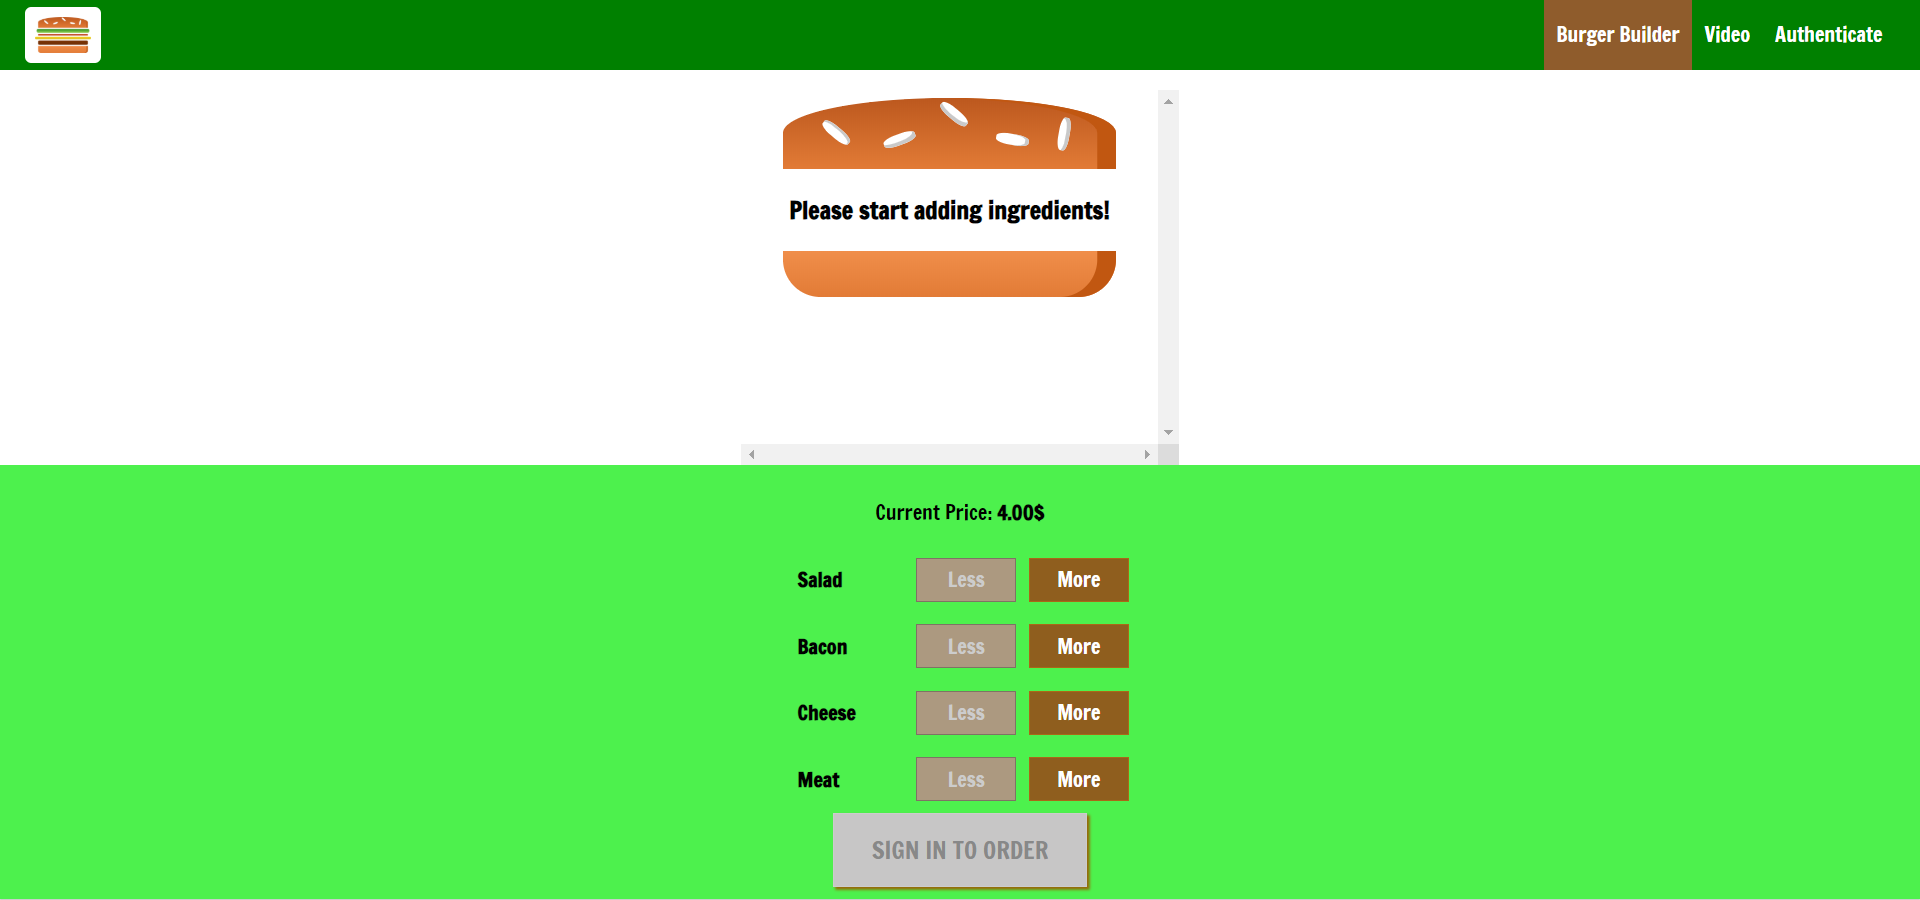 Burger Builder Video Authenticate
Please start adding ingredients!
Current Price: 4.00$
Salad Less More
Bacon Less More
Cheese Less More
Meat Less More
SIGN IN TO ORDER